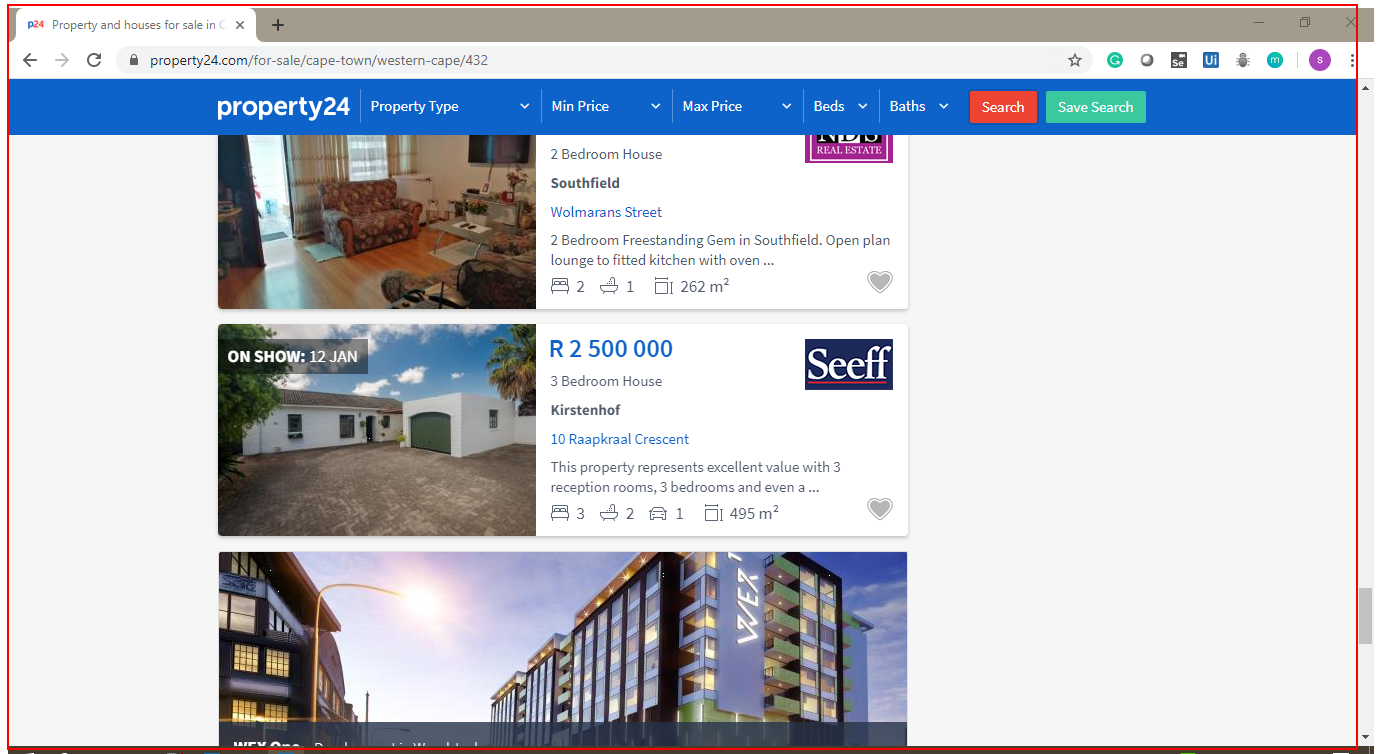 p24 Property and houses for sale in C
property24.com/for-sale/cape-town/western-cape/432
Se
Ui
m
s
property24 Property Type Min Price Max Price Beds Baths Search Save Search
NDS
REAL ESTATE
2 Bedroom House
Southfield
Wolmarans Street
2 Bedroom Freestanding Gem in Southfield. Open plan
lounge to fitted kitchen with oven ...
2 1 262 m²
ON SHOW: 12 JAN
R 2 500 000
Seeff
3 Bedroom House
Kirstenhof
10 Raapkraal Crescent
This property represents excellent value with 3
reception rooms, 3 bedrooms and even a ...
3 2 1 495 m²
WEX 1